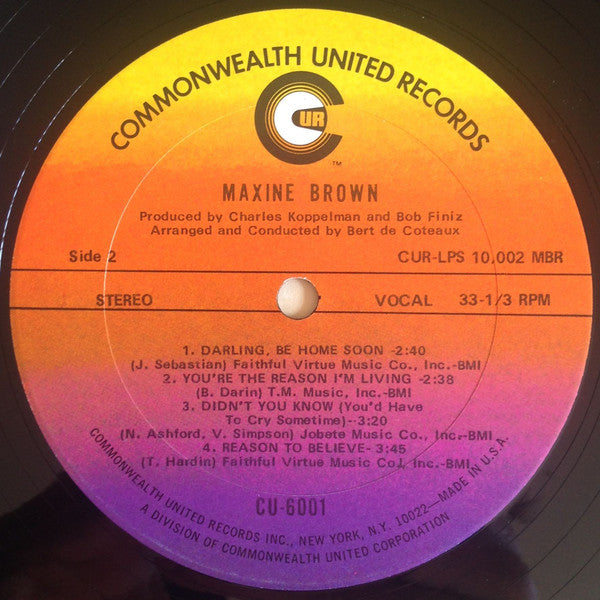 COMMONWEALTH UNITED RECORDS
CUR
™
MAXINE BROWN
Produced by Charles Koppelman and Bob Finiz
Arranged and Conducted by Bert de Coteaux
Side 2 CUR-LPS 10,002 MBR
STEREO VOCAL 33-1/3 RPM
1. DARLING, BE HOME SOON -2:40
(J. Sebastian) Faithful Virtue Music Co., Inc.-BMI
2. YOU'RE THE REASON I'M LIVING -2:38
(B. Darin) T.M. Music, Inc.-BMI
3. DIDN'T YOU KNOW (You'd Have
To Cry Sometime)-3:20
(N. Ashford, V. Simpson) Jobete Music Co., Inc.-BMI
4. REASON TO BELIEVE- 3:45
(T. Hardin) Faithful Virtue Music Co., Inc.-BMI
CU-6001
COMMONWEALTH UNITED RECORDS INC., NEW YORK, N.Y. 10022-MADE IN U.S.A.
A DIVISION OF COMMONWEALTH UNITED CORPORATION